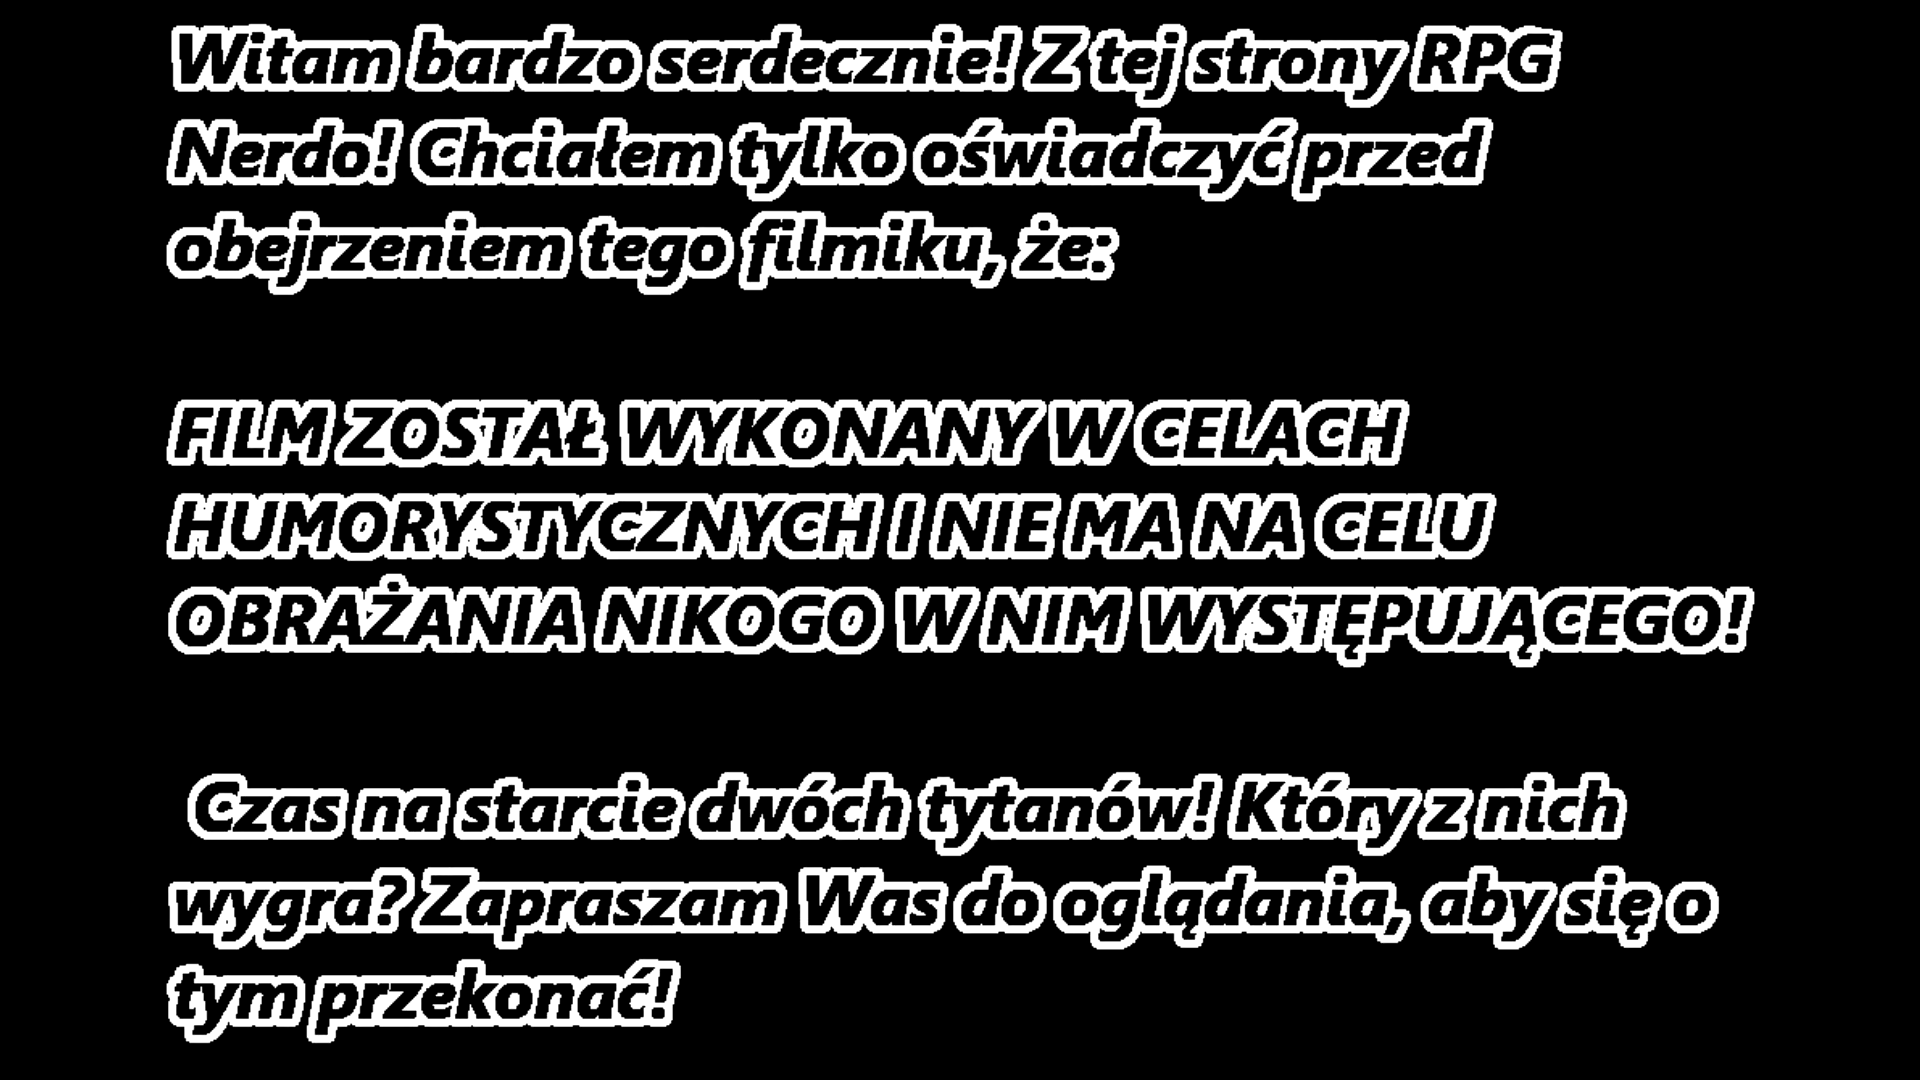 Witam bardzo serdecznie! Z tej strony RPG
Nerdo! Chciałem tylko oświadczyć przed
obejrzeniem tego filmiku, że:
FILM ZOSTAŁ WYKONANY W CELACH
HUMORYSTYCZNYCH I NIE MA NA CELU
OBRAŻANIA NIKOGO W NIM WYSTĘPUJĄCEGO!
Czas na starcie dwóch tytanów! Który z nich
wygra? Zapraszam Was do oglądania, aby się o
tym przekonać!